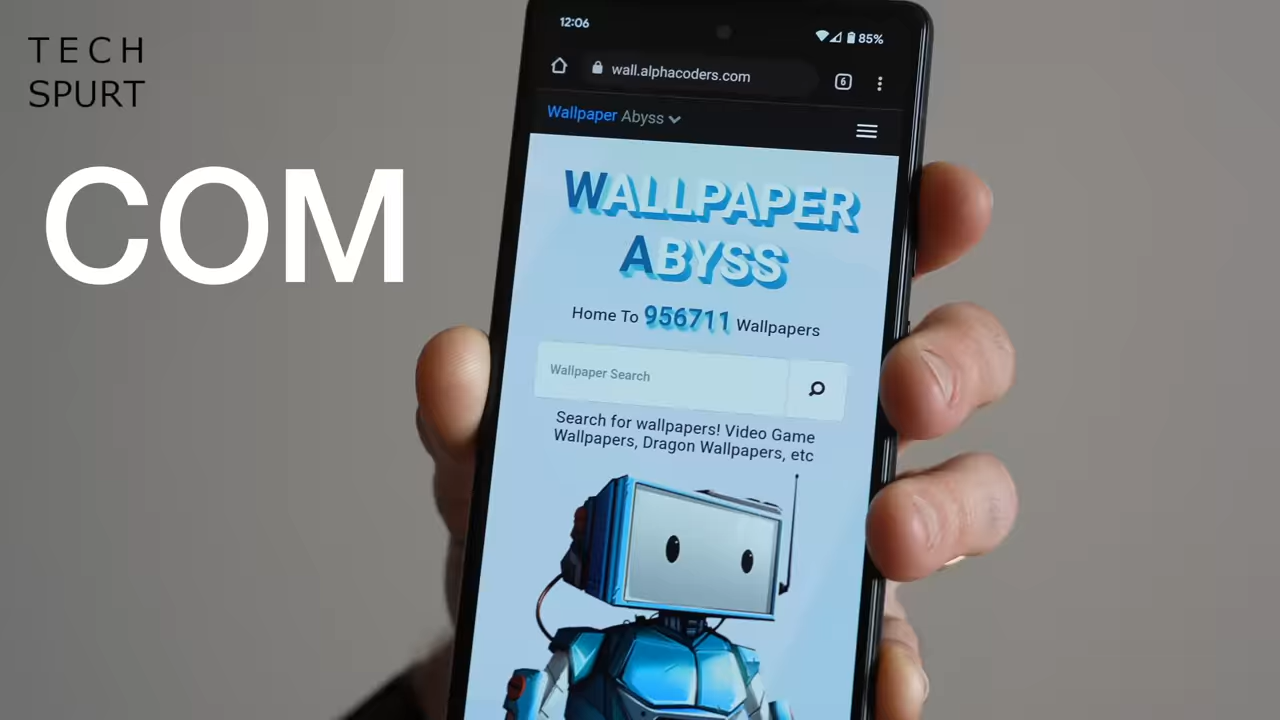 TECH
SPURT
COM
12:06
85%
wall.alphacoders.com
6
Wallpaper Abyss
WALLPAPER
ABYSS
Home To 956711 Wallpapers
Wallpaper Search
Search for wallpapers! Video Game
Wallpapers, Dragon Wallpapers, etc